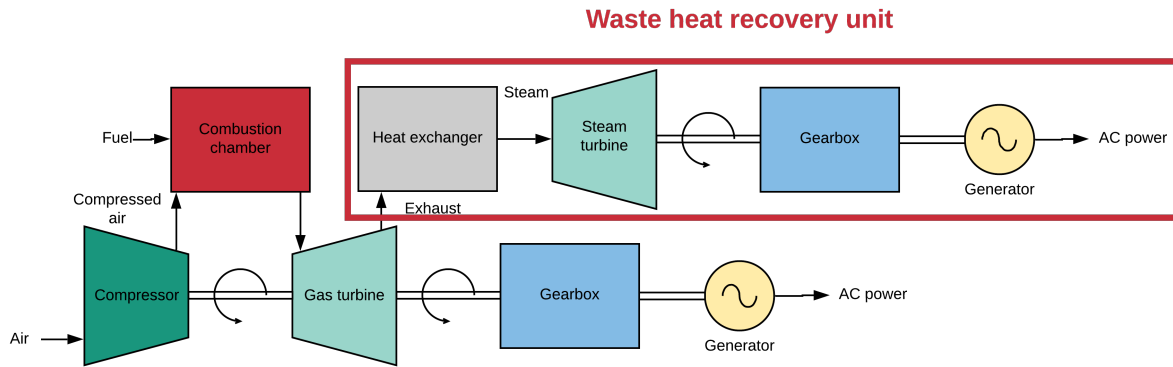 Waste heat recovery unit
Steam
Fuel
Combustion
chamber
Heat exchanger
Steam
turbine
Gearbox
AC power
Generator
Compressed
air
Exhaust
Compressor
Gas turbine
Gearbox
AC power
Air
Generator